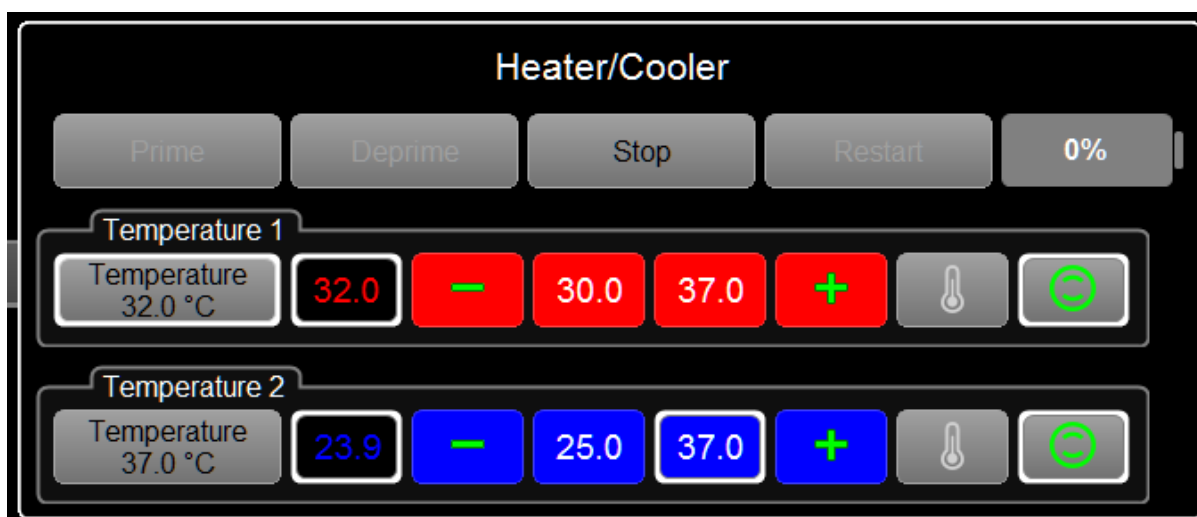 Heater/Cooler
Prime Deprime Stop Restart 0%
Temperature 1
Temperature
32.0 °C
32.0 − 30.0 37.0 +
Temperature 2
Temperature
37.0 °C
23.9 − 25.0 37.0 +